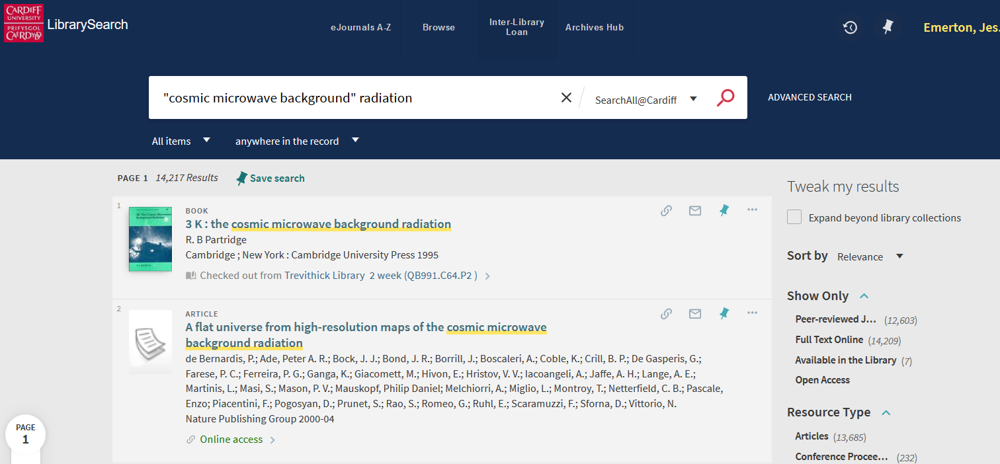 CARDIFF
UNIVERSITY
PRIFYSGOL
CAERDYDD
LibrarySearch
eJournals A-Z
Browse
Inter-Library
Loan
Archives Hub
Emerton, Jes.
"cosmic microwave background" radiation
SearchAll@Cardiff
ADVANCED SEARCH
All items
anywhere in the record
PAGE 1 14,217 Results
Save search
1
BOOK
3 K : the cosmic microwave background radiation
R. B Partridge
Cambridge ; New York : Cambridge University Press 1995
Checked out from Trevithick Library 2 week (QB991.C64.P2 )
2
ARTICLE
A flat universe from high-resolution maps of the cosmic microwave
background radiation
de Bernardis, P.; Ade, Peter A. R.; Bock, J. J.; Bond, J. R.; Borrill, J.; Boscaleri, A.; Coble, K.; Crill, B. P.; De Gasperis, G.;
Farese, P. C.; Ferreira, P. G.; Ganga, K.; Giacomett, M.; Hivon, E.; Hristov, V. V.; Iacoangeli, A.; Jaffe, A. H.; Lange, A. E.;
Martinis, L.; Masi, S.; Mason, P. V.; Mauskopf, Philip Daniel; Melchiorri, A.; Miglio, L.; Montroy, T.; Netterfield, C. B.; Pascale,
Enzo; Piacentini, F.; Pogosyan, D.; Prunet, S.; Rao, S.; Romeo, G.; Ruhl, E.; Scaramuzzi, F.; Sforna, D.; Vittorio, N.
Nature Publishing Group 2000-04
Online access
PAGE
1
Tweak my results
Expand beyond library collections
Sort by Relevance
Show Only
Peer-reviewed J... (12,603)
Full Text Online (14,209)
Available in the Library (7)
Open Access
Resource Type
Articles (13,685)
Conference Procee... (232)